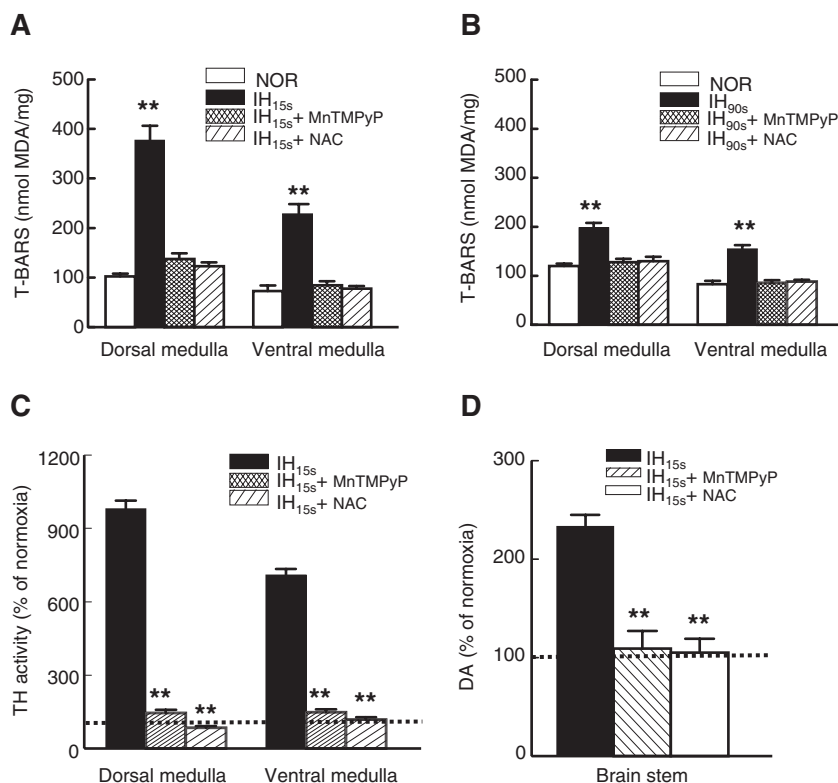 A
T-BARS (nmol MDA/mg)
500
400
300
200
100
0
NOR
IH15s
IH15s+ MnTMPyP
IH15s+ NAC
**
**
Dorsal medulla
Ventral medulla
B
T-BARS (nmol MDA/mg)
500
400
300
200
100
0
NOR
IH90s
IH90s+ MnTMPyP
IH90s+ NAC
**
**
Dorsal medulla
Ventral medulla
C
TH activity (% of normoxia)
1200
900
600
300
0
IH15s
IH15s+ MnTMPyP
IH15s+ NAC
**
**
**
**
Dorsal medulla
Ventral medulla
D
DA (% of normoxia)
300
200
100
0
IH15s
IH15s+ MnTMPyP
IH15s+ NAC
**
**
Brain stem